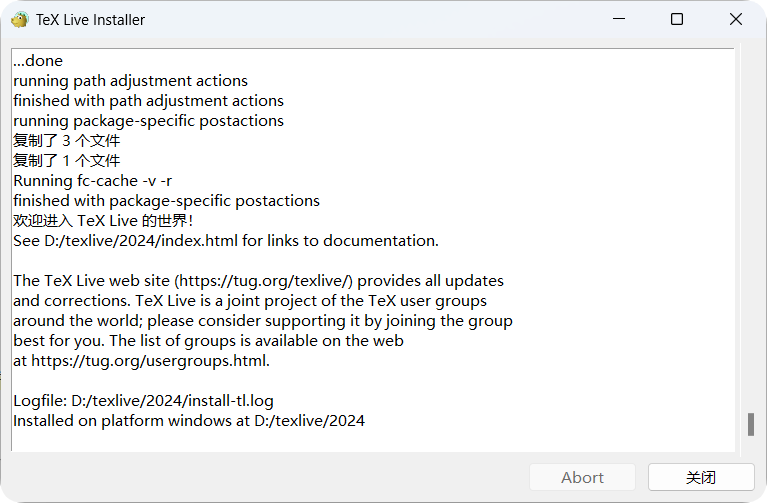 TeX Live Installer
...done
running path adjustment actions
finished with path adjustment actions
running package-specific postactions
复制了 3 个文件
复制了 1 个文件
Running fc-cache -v -r
finished with package-specific postactions
欢迎进入 TeX Live 的世界！
See D:/texlive/2024/index.html for links to documentation.
The TeX Live web site (https://tug.org/texlive/) provides all updates
and corrections. TeX Live is a joint project of the TeX user groups
around the world; please consider supporting it by joining the group
best for you. The list of groups is available on the web
at https://tug.org/usergroups.html.
Logfile: D:/texlive/2024/install-tl.log
Installed on platform windows at D:/texlive/2024
Abort
关闭